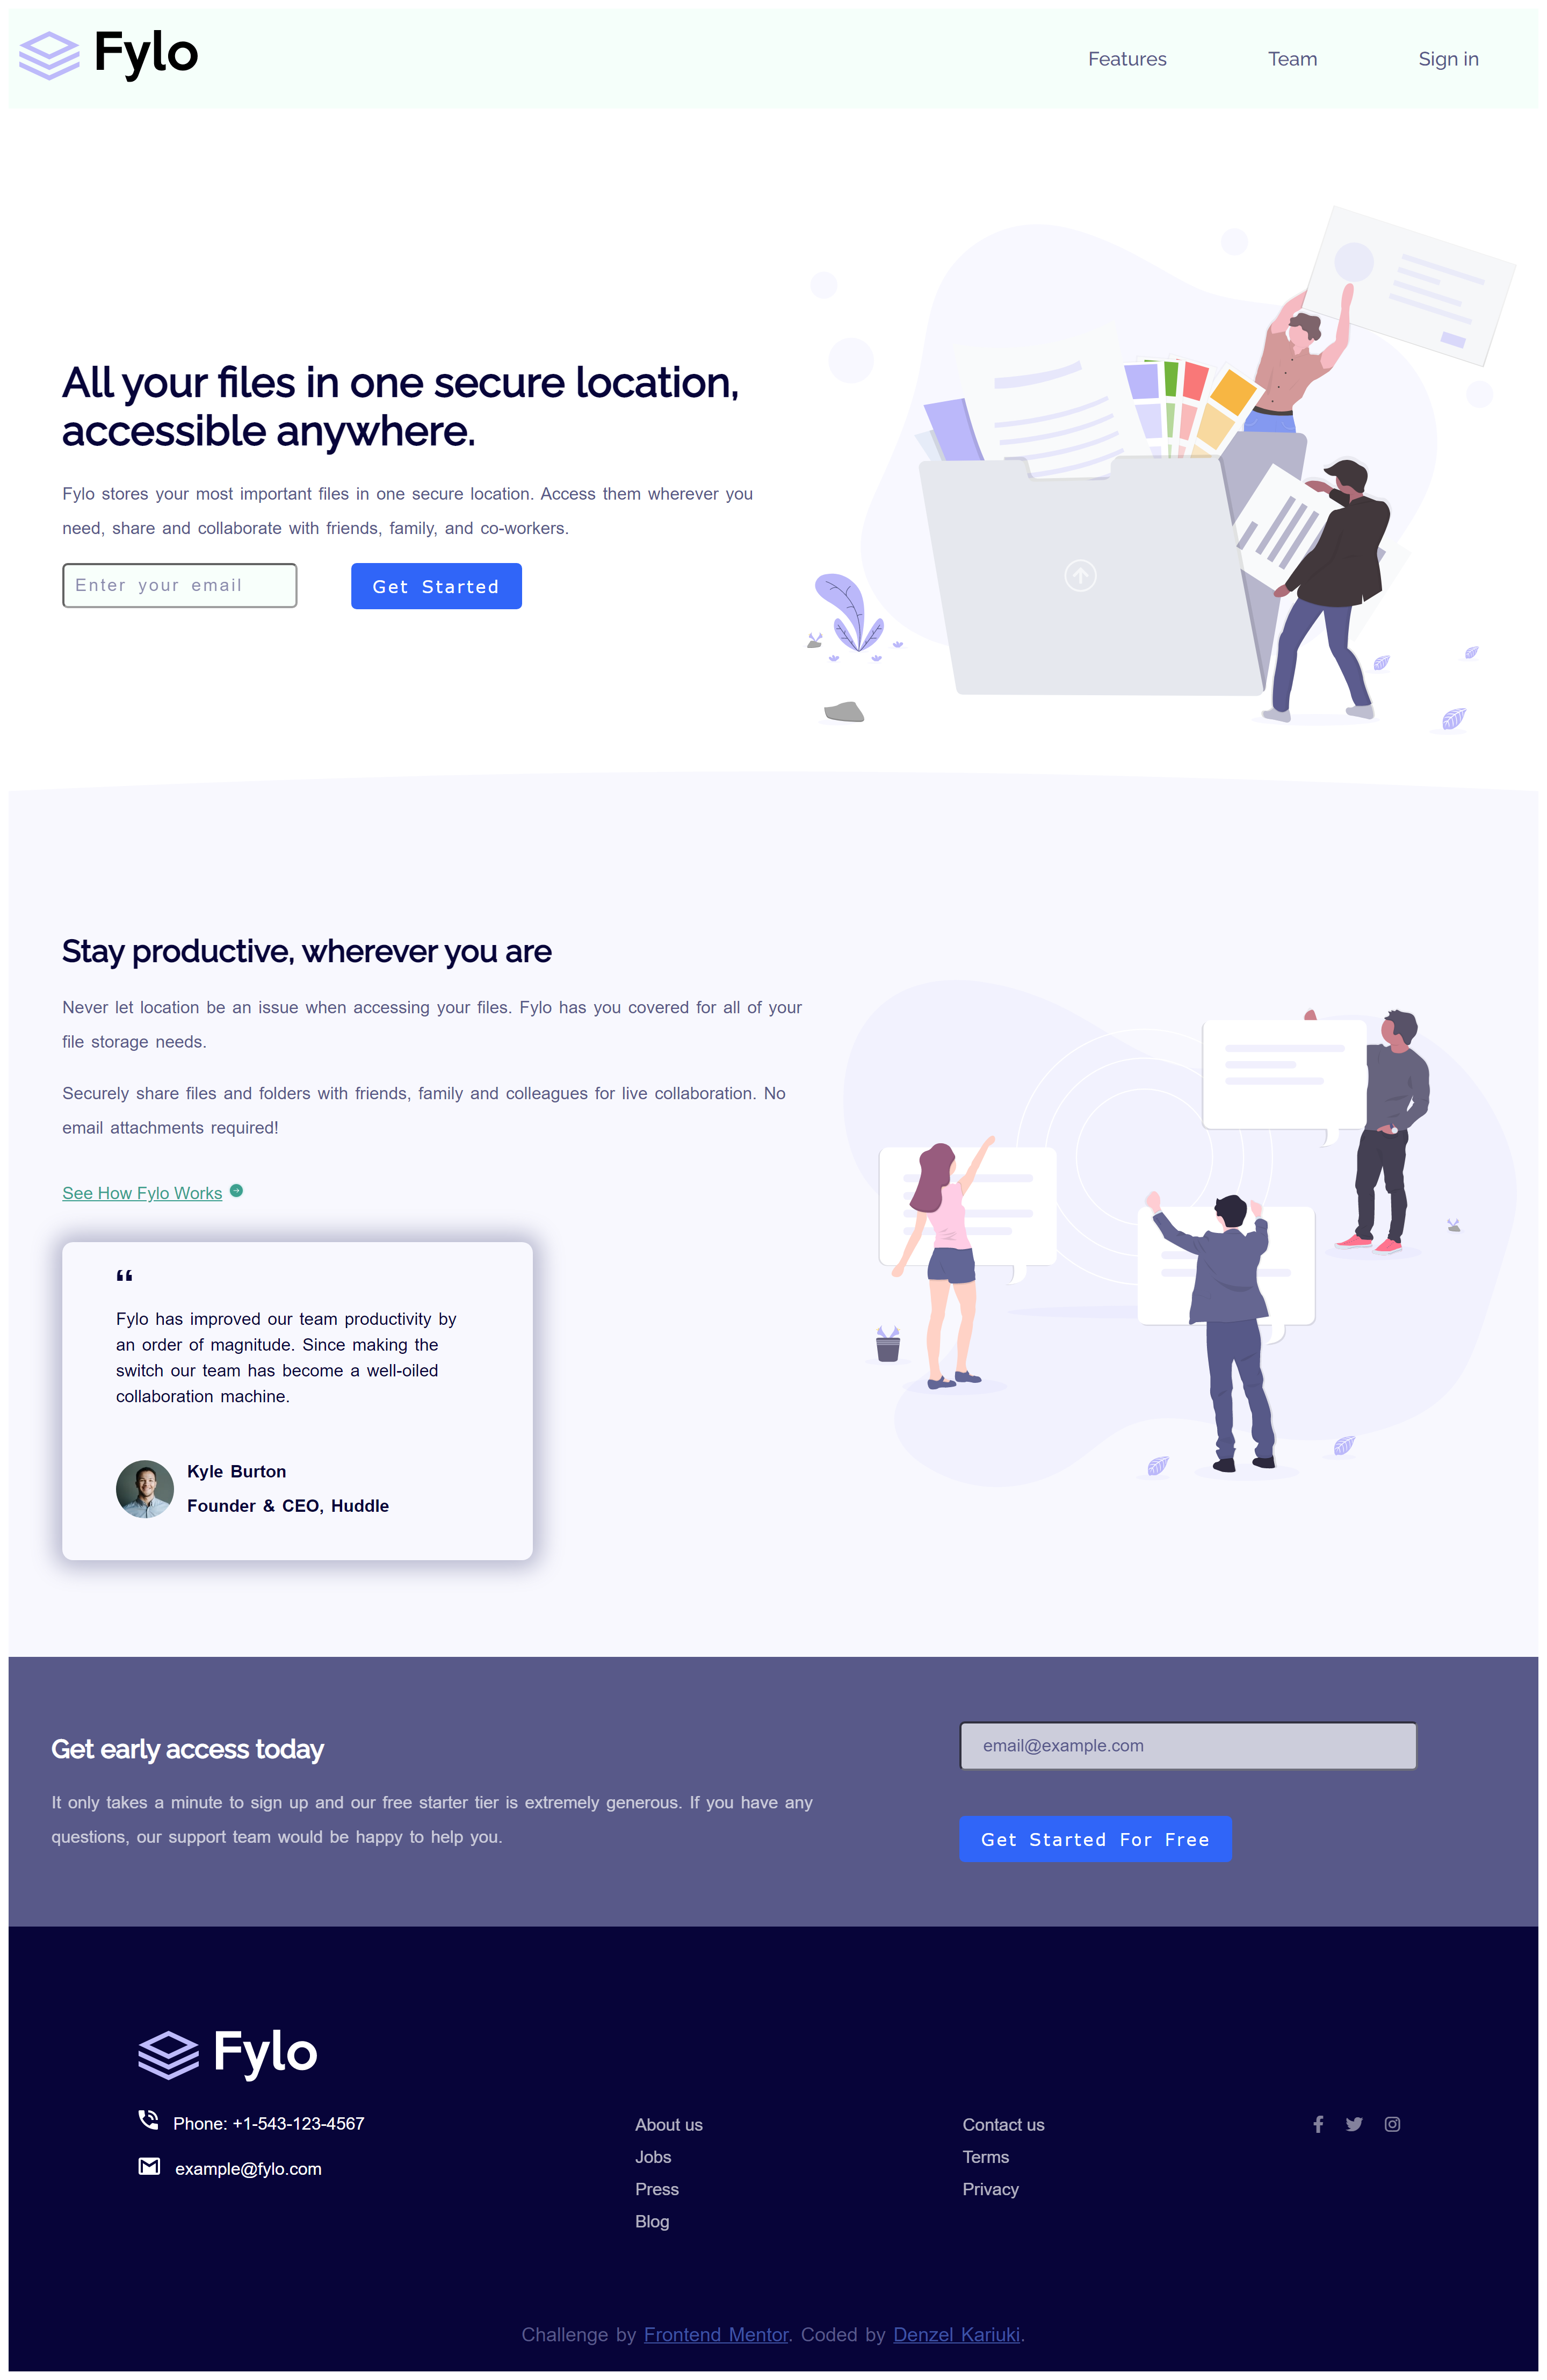 Fylo
Features
Team
Sign in
All your files in one secure location,
accessible anywhere.
Fylo stores your most important files in one secure location. Access them wherever you
need, share and collaborate with friends, family, and co-workers.
Enter your email
Get Started
Stay productive, wherever you are
Never let location be an issue when accessing your files. Fylo has you covered for all of your
file storage needs.
Securely share files and folders with friends, family and colleagues for live collaboration. No
email attachments required!
See How Fylo Works
“
Fylo has improved our team productivity by
an order of magnitude. Since making the
switch our team has become a well-oiled
collaboration machine.
Kyle Burton
Founder & CEO, Huddle
Get early access today
It only takes a minute to sign up and our free starter tier is extremely generous. If you have any
questions, our support team would be happy to help you.
email@example.com
Get Started For Free
Fylo
Phone: +1-543-123-4567
example@fylo.com
About us
Jobs
Press
Blog
Contact us
Terms
Privacy
Challenge by Frontend Mentor. Coded by Denzel Kariuki.